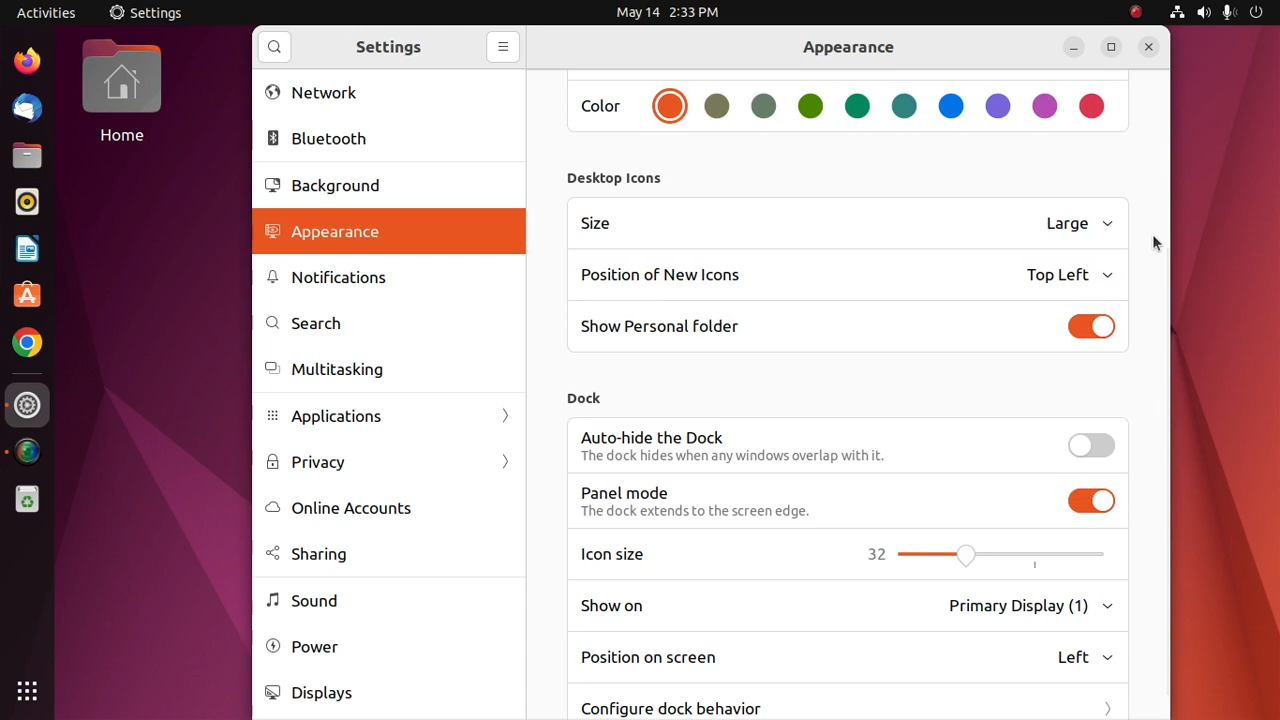 Activities
Settings
May 14 2:33 PM
Home
Settings
Appearance
Network
Bluetooth
Background
Appearance
Notifications
Search
Multitasking
Applications
Privacy
Online Accounts
Sharing
Sound
Power
Displays
Color
Desktop Icons
Size
Large
Position of New Icons
Top Left
Show Personal folder
Dock
Auto-hide the Dock
The dock hides when any windows overlap with it.
Panel mode
The dock extends to the screen edge.
Icon size
32
Show on
Primary Display (1)
Position on screen
Left
Configure dock behavior